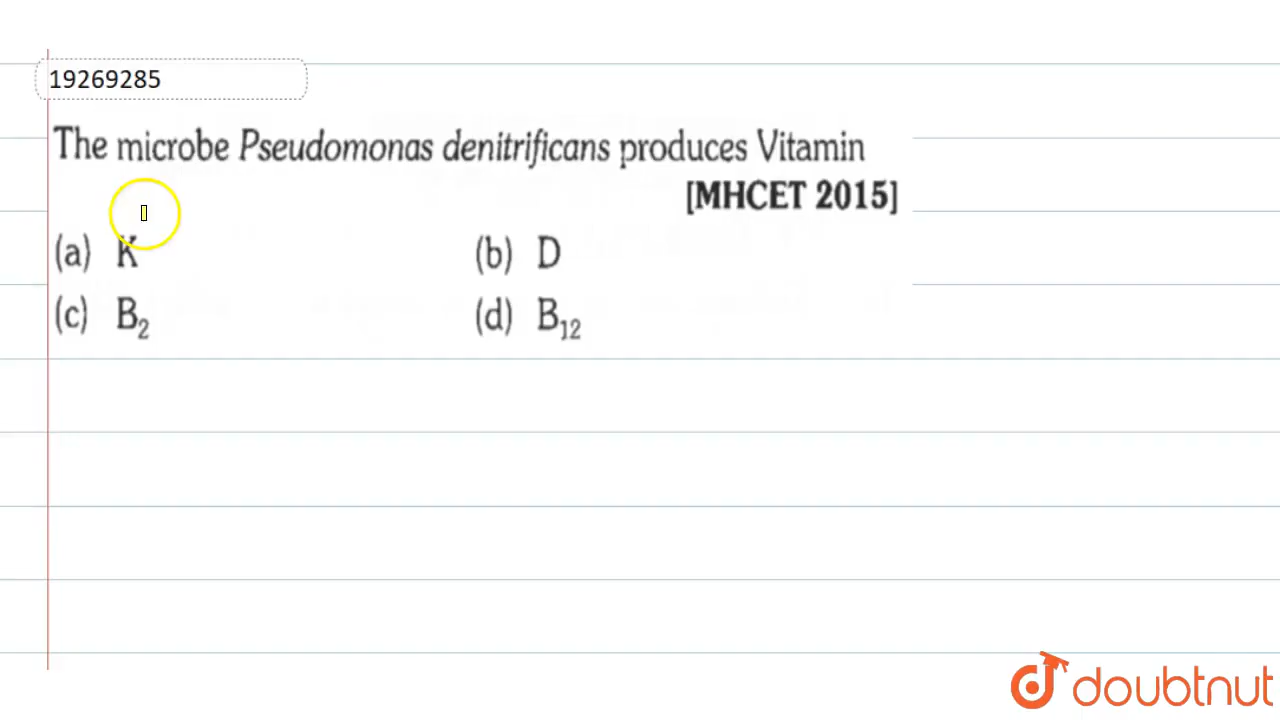 19269285
The microbe Pseudomonas denitrificans produces Vitamin
[MHCET 2015]
(a) K (b) D
(c) B₂ (d) B₁₂
doubtnut